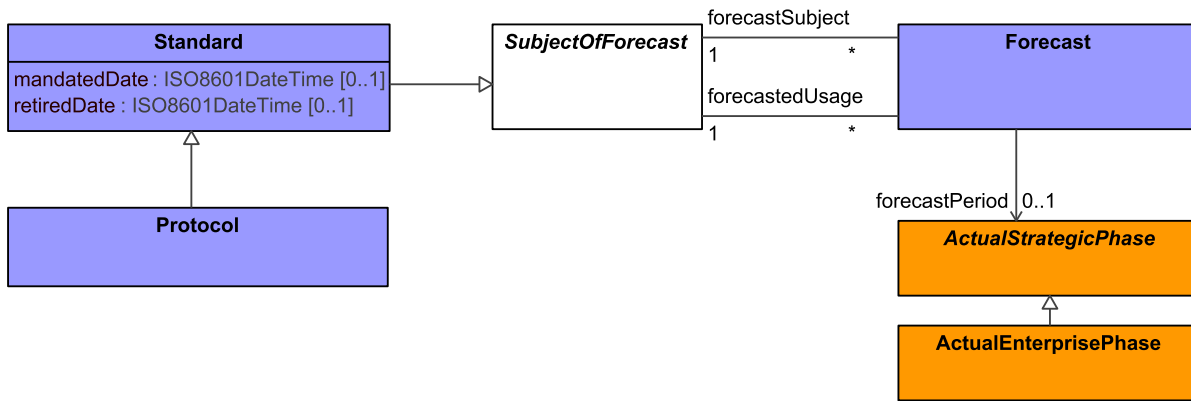 Standard
mandatedDate : ISO8601DateTime [0..1]
retiredDate : ISO8601DateTime [0..1]
Protocol
SubjectOfForecast
forecastSubject
1 *
forecastedUsage
1 *
Forecast
forecastPeriod 0..1
ActualStrategicPhase
ActualEnterprisePhase